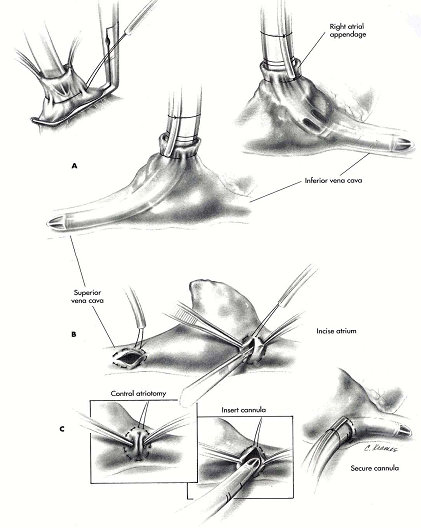 Right atrial
appendage
A
Inferior vena cava
Superior
vena cava
B
Incise atrium
Control atriotomy
Insert cannula
C
C. Kramer
Secure cannula